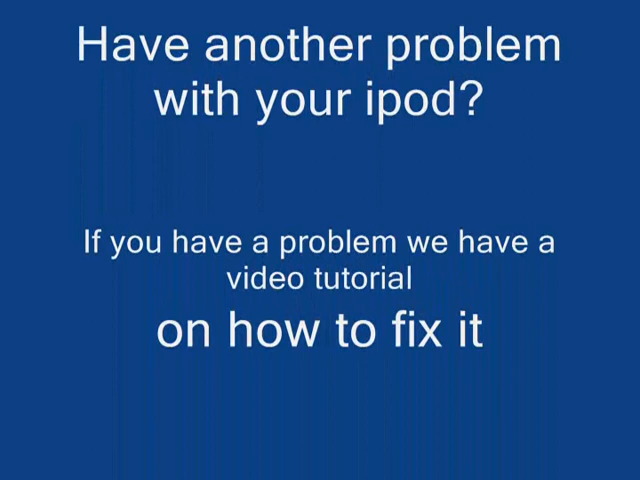 Have another problem
with your ipod?
If you have a problem we have a
video tutorial
on how to fix it